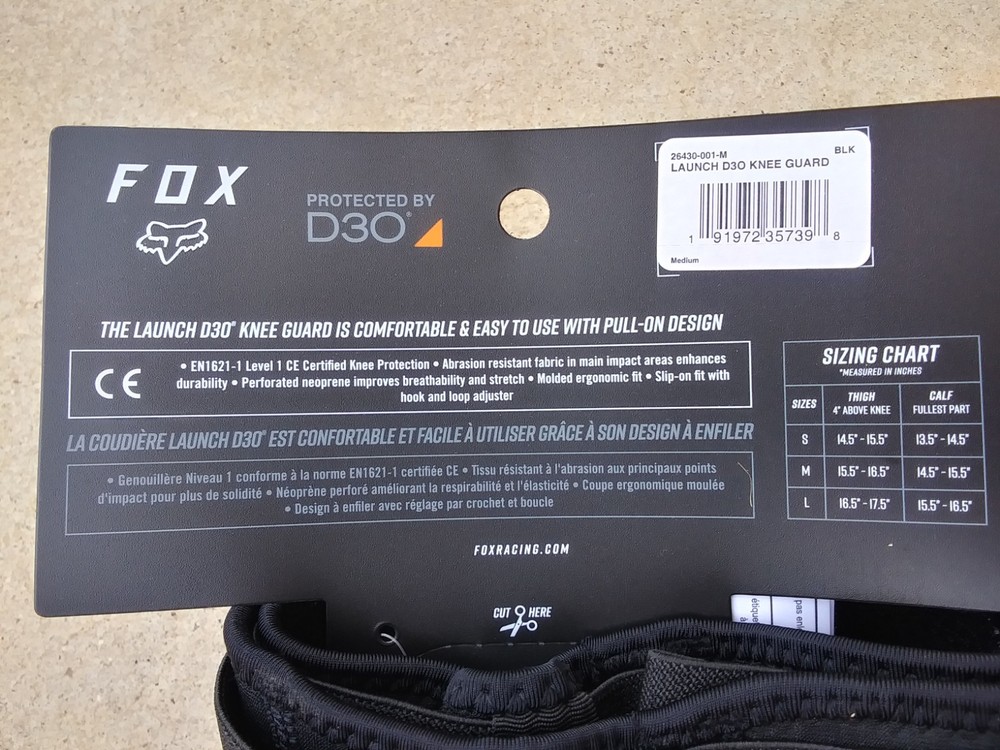 FOX
PROTECTED BY
D3O®
26430-001-M BLK
LAUNCH D3O KNEE GUARD
1 91972 35739 8
Medium
THE LAUNCH D3O® KNEE GUARD IS COMFORTABLE & EASY TO USE WITH PULL-ON DESIGN
CE
• EN1621-1 Level 1 CE Certified Knee Protection • Abrasion resistant fabric in main impact areas enhances
durability • Perforated neoprene improves breathability and stretch • Molded ergonomic fit • Slip-on fit with
hook and loop adjuster
LA COUDIÈRE LAUNCH D3O® EST CONFORTABLE ET FACILE À UTILISER GRÂCE À SON DESIGN À ENFILER
• Genouillère Niveau 1 conforme à la norme EN1621-1 certifiée CE • Tissu résistant à l'abrasion aux principaux points
d'impact pour plus de solidité • Néoprène perforé améliorant la respirabilité et l'élasticité • Coupe ergonomique moulée
• Design à enfiler avec réglage par crochet et boucle
SIZING CHART
*MEASURED IN INCHES
SIZES THIGH 4" ABOVE KNEE CALF FULLEST PART
S 14.5" - 15.5" 13.5" - 14.5"
M 15.5" - 16.5" 14.5" - 15.5"
L 16.5" - 17.5" 15.5" - 16.5"
FOXRACING.COM
CUT HERE